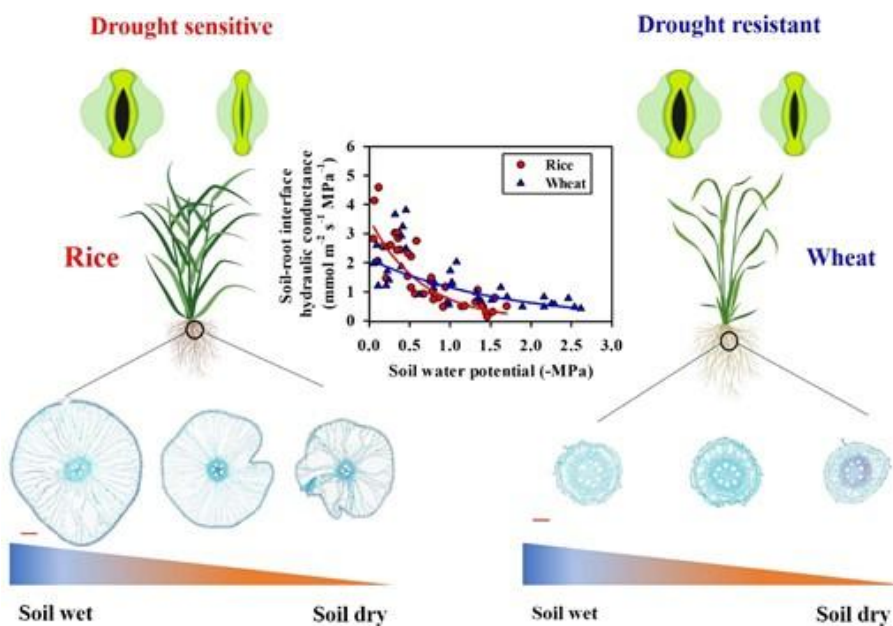 Drought sensitive
Drought resistant
Rice
Wheat
Soil-root interface
hydraulic conductance
(mmol m⁻² s⁻¹ MPa⁻¹)
6
5
4
3
2
1
0
Rice
Wheat
0.0 0.5 1.0 1.5 2.0 2.5 3.0
Soil water potential (-MPa)
Soil wet
Soil dry
Soil wet
Soil dry